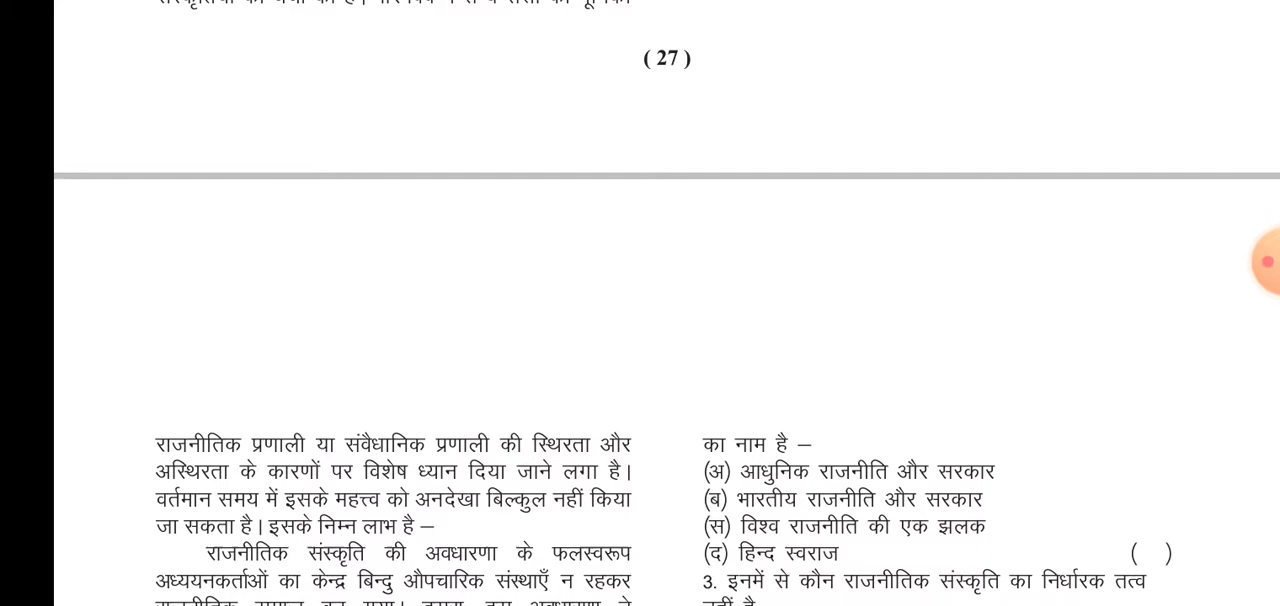 ( 27 )
राजनीतिक प्रणाली या संवैधानिक प्रणाली की स्थिरता और
अस्थिरता के कारणों पर विशेष ध्यान दिया जाने लगा है।
वर्तमान समय में इसके महत्त्व को अनदेखा बिल्कुल नहीं किया
जा सकता है। इसके निम्न लाभ है –
राजनीतिक संस्कृति की अवधारणा के फलस्वरूप
अध्ययनकर्ताओं का केन्द्र बिन्दु औपचारिक संस्थाएँ न रहकर
का नाम है –
(अ) आधुनिक राजनीति और सरकार
(ब) भारतीय राजनीति और सरकार
(स) विश्व राजनीति की एक झलक
(द) हिन्द स्वराज ( )
3. इनमें से कौन राजनीतिक संस्कृति का निर्धारक तत्व